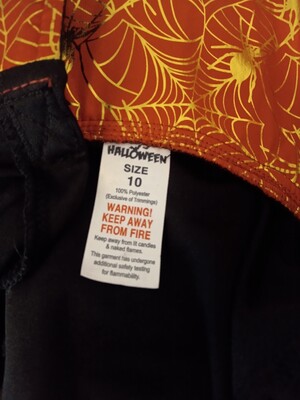 HALLOWEEN
SIZE
10
100% Polyester
(Exclusive of Trimmings)
WARNING!
KEEP AWAY
FROM FIRE
Keep away from lit candles
& naked flames.
This garment has undergone
additional safety testing
for flammability.